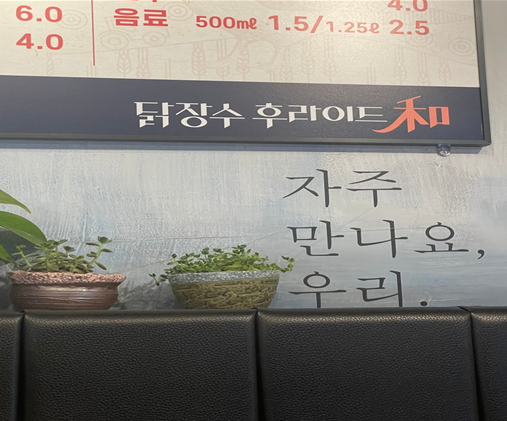 6.0
4.0
4.0
음료 500㎖ 1.5/1.25ℓ 2.5
닭장수 후라이드 和
자주
만나요,
우리.